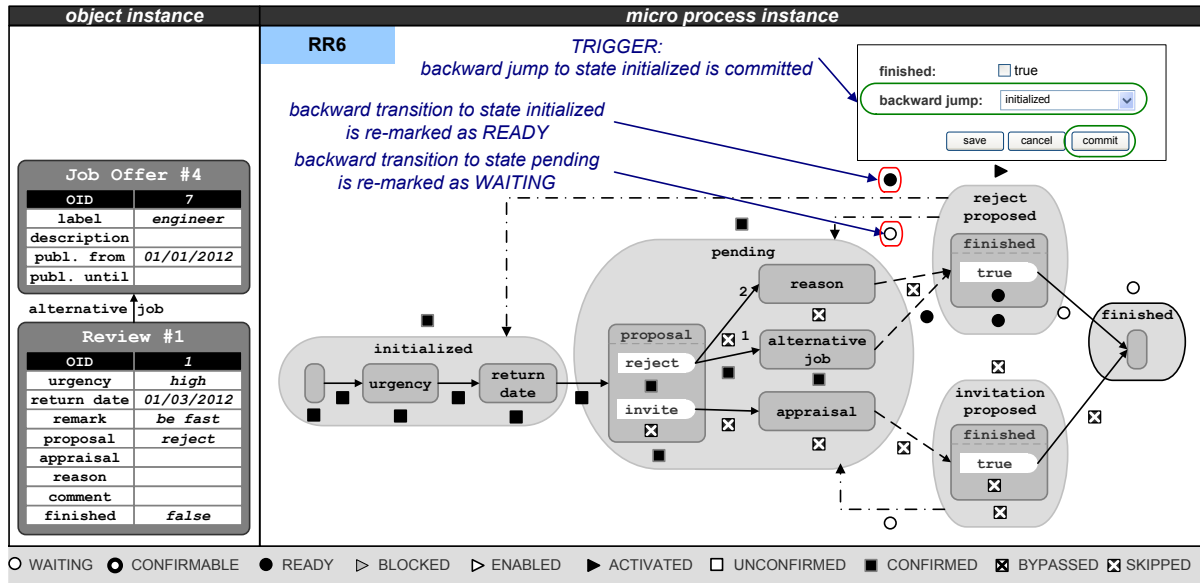 object instance
micro process instance
RR6
TRIGGER:
backward jump to state initialized is committed
finished:
true
backward jump:
initialized
save
cancel
commit
backward transition to state initialized
is re-marked as READY
backward transition to state pending
is re-marked as WAITING
Job Offer #4
OID 7
label engineer
description
publ. from 01/01/2012
publ. until
alternative job
Review #1
OID 1
urgency high
return date 01/03/2012
remark be fast
proposal reject
appraisal
reason
comment
finished false
initialized
urgency
return
date
pending
proposal
reject
invite
2
1
reason
alternative
job
appraisal
reject
proposed
finished
true
invitation
proposed
finished
true
finished
WAITING CONFIRMABLE READY BLOCKED ENABLED ACTIVATED UNCONFIRMED CONFIRMED BYPASSED SKIPPED